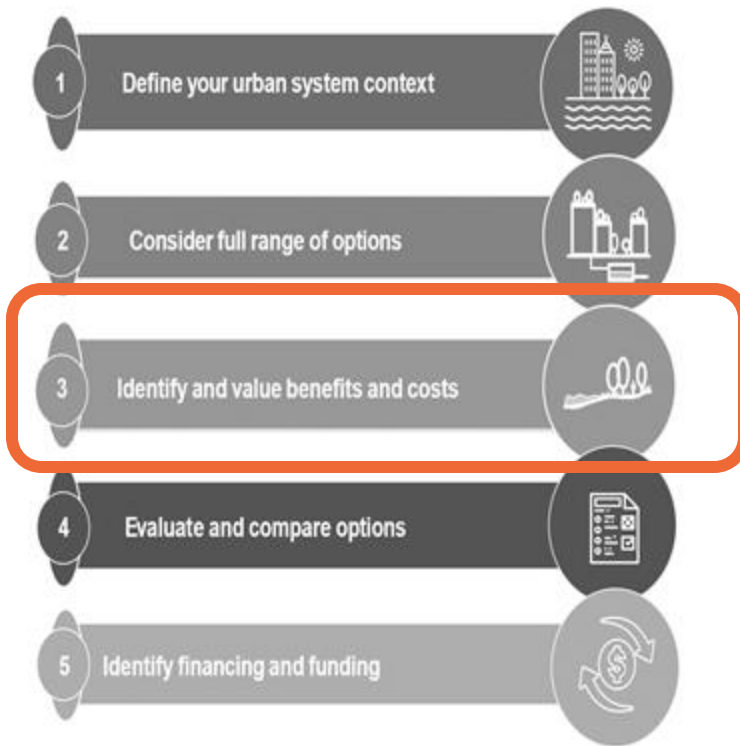 1 Define your urban system context
2 Consider full range of options
3 Identify and value benefits and costs
4 Evaluate and compare options
5 Identify financing and funding
$